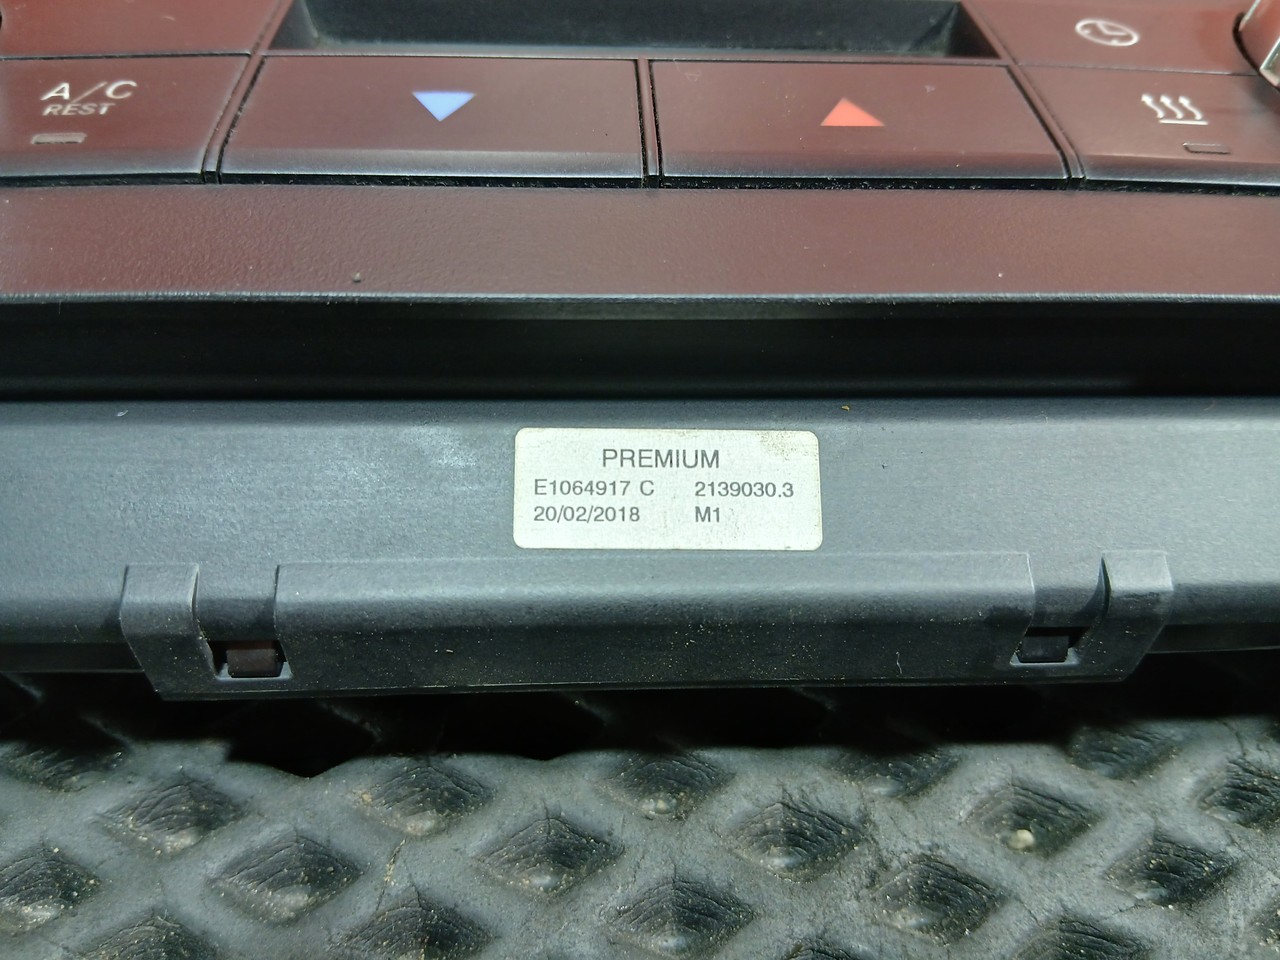 A/C
REST
PREMIUM
E1064917 C 2139030.3
20/02/2018 M1